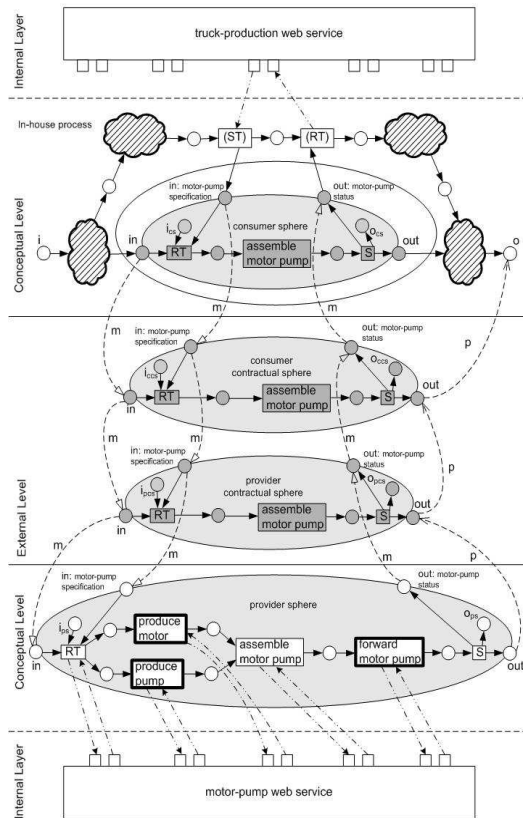 Internal Layer
truck-production web service
Conceptual Level
In-house process
(ST)
(RT)
in: motor-pump
specification
out: motor-pump
status
consumer sphere
i
in
i_cs
RT
assemble
motor pump
o_cs
S
out
o
m
m
m
p
External Level
in: motor-pump
specification
out: motor-pump
status
consumer
contractual sphere
i_ccs
o_ccs
RT
assemble
motor pump
S
out
in
m
m
m
p
in: motor-pump
specification
out: motor-pump
status
provider
contractual sphere
i_pcs
o_pcs
RT
assemble
motor pump
S
out
in
m
m
m
p
Conceptual Level
in: motor-pump
specification
out: motor-pump
status
provider sphere
i_ps
o_ps
in
RT
produce
motor
produce
pump
assemble
motor pump
forward
motor pump
S
out
Internal Layer
motor-pump web service